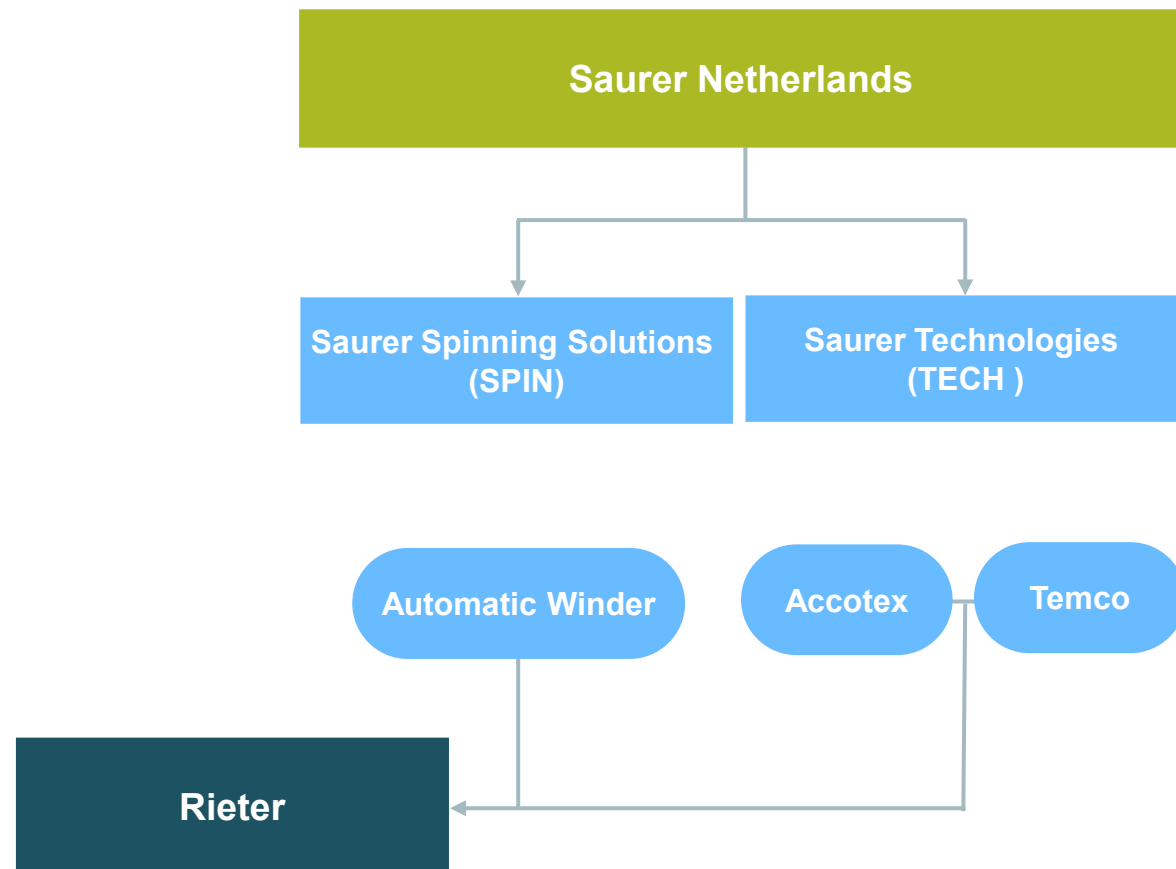 Saurer Netherlands
Saurer Spinning Solutions
(SPIN)
Saurer Technologies
(TECH )
Automatic Winder
Accotex
Temco
Rieter